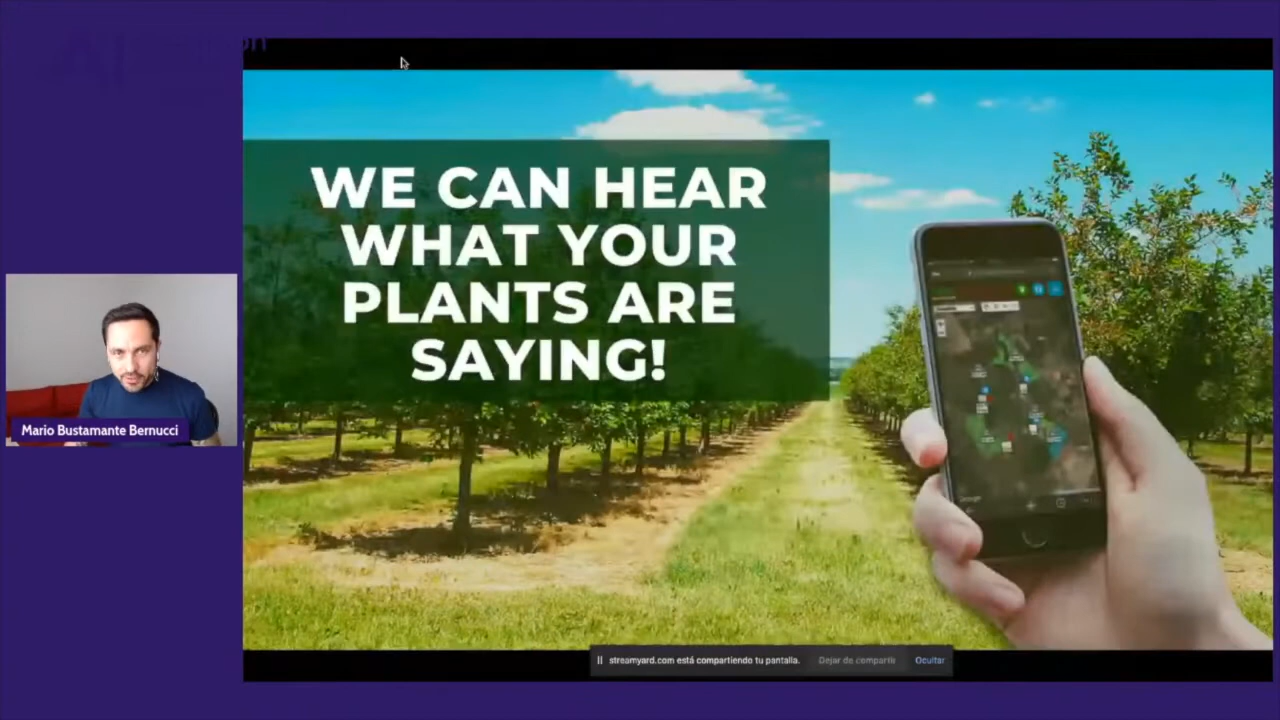 WE CAN HEAR
WHAT YOUR
PLANTS ARE
SAYING!
Mario Bustamante Bernucci
streamyard.com está compartiendo tu pantalla.
Dejar de compartir
Ocultar